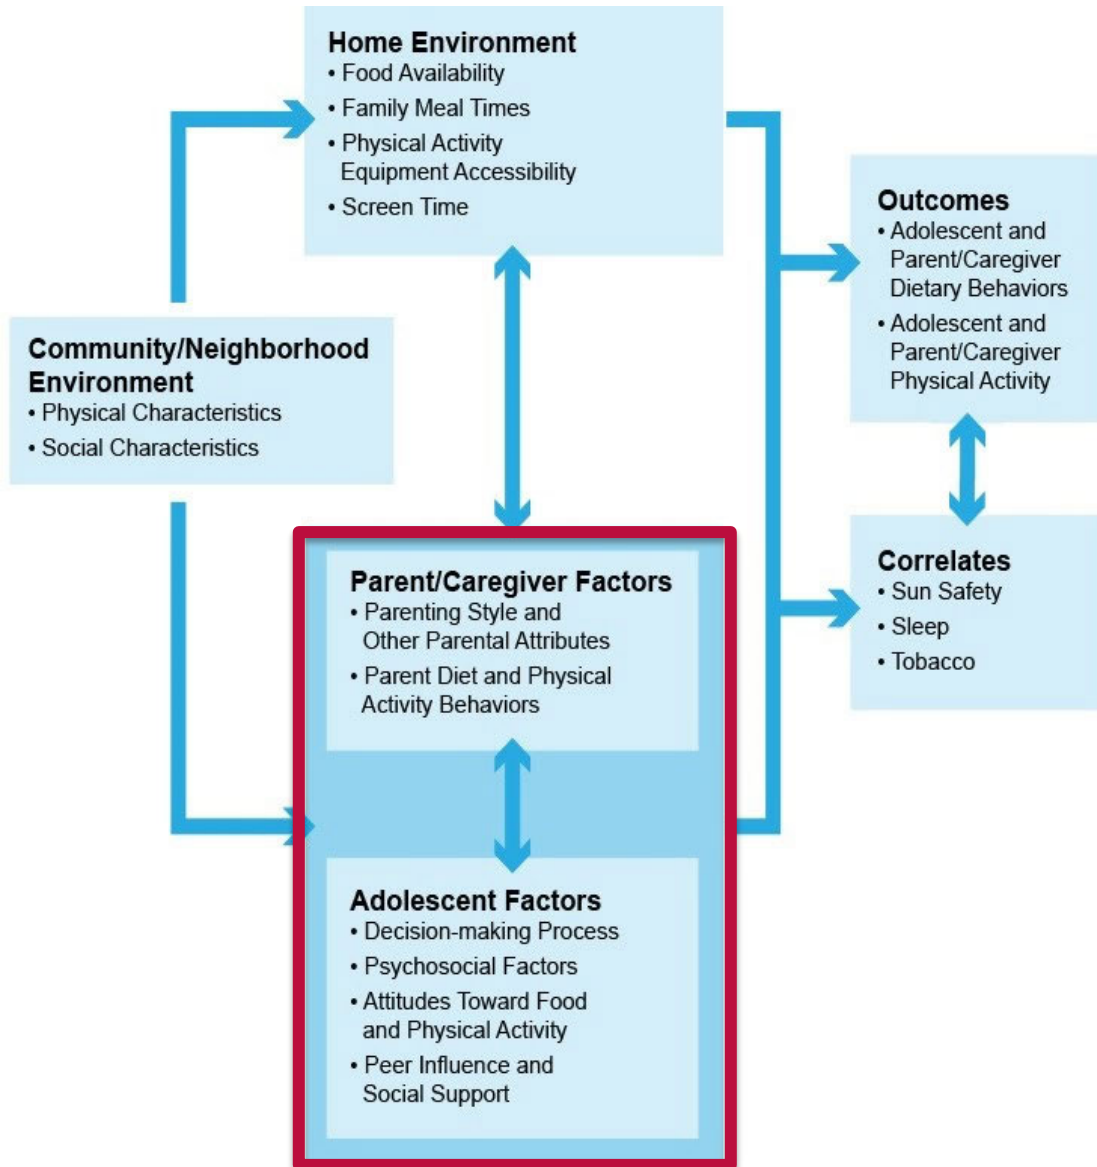 Home Environment
• Food Availability
• Family Meal Times
• Physical Activity
Equipment Accessibility
• Screen Time
Community/Neighborhood
Environment
• Physical Characteristics
• Social Characteristics
Outcomes
• Adolescent and
Parent/Caregiver
Dietary Behaviors
• Adolescent and
Parent/Caregiver
Physical Activity
Parent/Caregiver Factors
• Parenting Style and
Other Parental Attributes
• Parent Diet and Physical
Activity Behaviors
Correlates
• Sun Safety
• Sleep
• Tobacco
Adolescent Factors
• Decision-making Process
• Psychosocial Factors
• Attitudes Toward Food
and Physical Activity
• Peer Influence and
Social Support